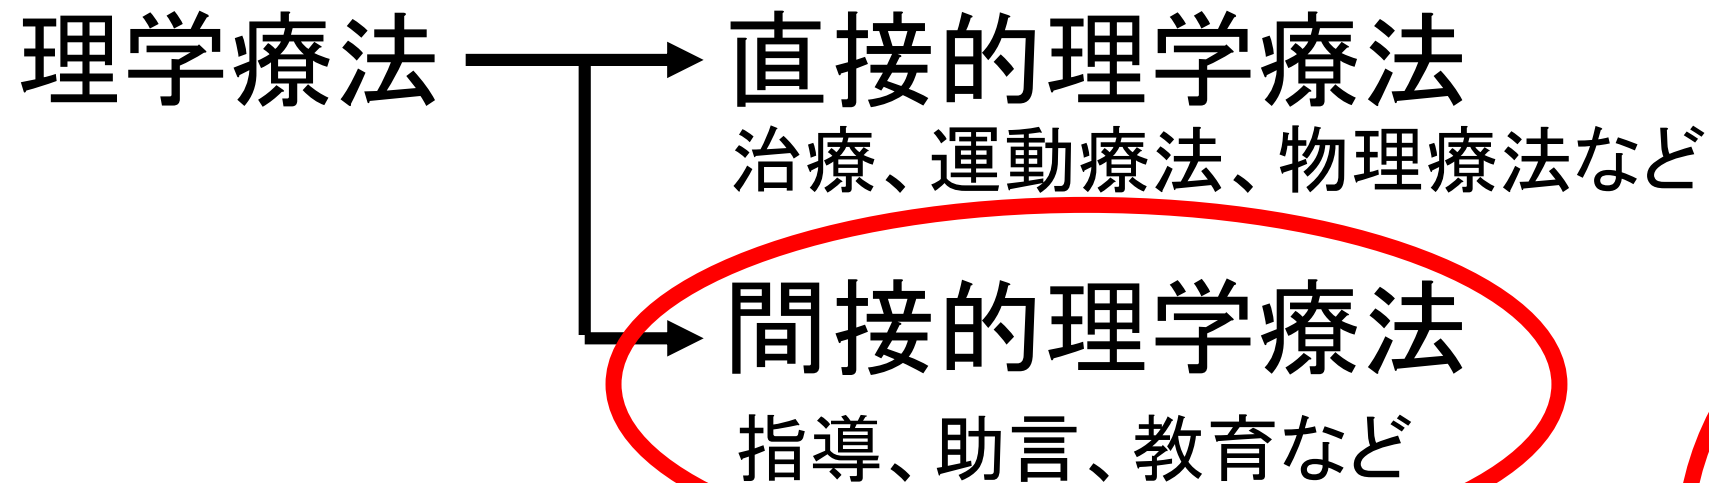 理学療法
直接的理学療法
治療、運動療法、物理療法など
間接的理学療法
指導、助言、教育など